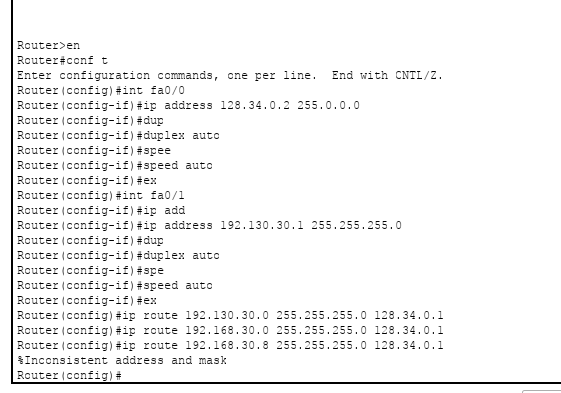 Router>en
Router#conf t
Enter configuration commands, one per line.  End with CNTL/Z.
Router(config)#int fa0/0
Router(config-if)#ip address 128.34.0.2 255.0.0.0
Router(config-if)#dup
Router(config-if)#duplex auto
Router(config-if)#spee
Router(config-if)#speed auto
Router(config-if)#ex
Router(config)#int fa0/1
Router(config-if)#ip add
Router(config-if)#ip address 192.130.30.1 255.255.255.0
Router(config-if)#dup
Router(config-if)#duplex auto
Router(config-if)#spe
Router(config-if)#speed auto
Router(config-if)#ex
Router(config)#ip route 192.130.30.0 255.255.255.0 128.34.0.1
Router(config)#ip route 192.168.30.0 255.255.255.0 128.34.0.1
Router(config)#ip route 192.168.30.8 255.255.255.0 128.34.0.1
%Inconsistent address and mask
Router(config)#